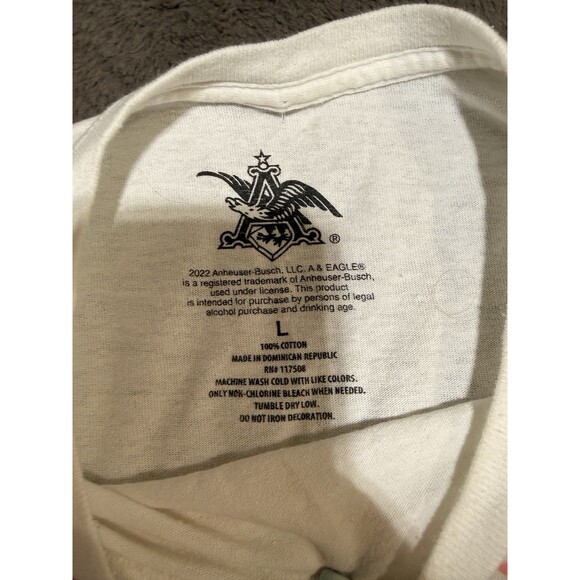 A
®
2022 Anheuser-Busch, LLC. A & EAGLE®
is a registered trademark of Anheuser-Busch,
used under license. This product
is intended for purchase by persons of legal
alcohol purchase and drinking age.
L
100% COTTON
MADE IN DOMINICAN REPUBLIC
RN# 117508
MACHINE WASH COLD WITH LIKE COLORS.
ONLY NON-CHLORINE BLEACH WHEN NEEDED.
TUMBLE DRY LOW.
DO NOT IRON DECORATION.